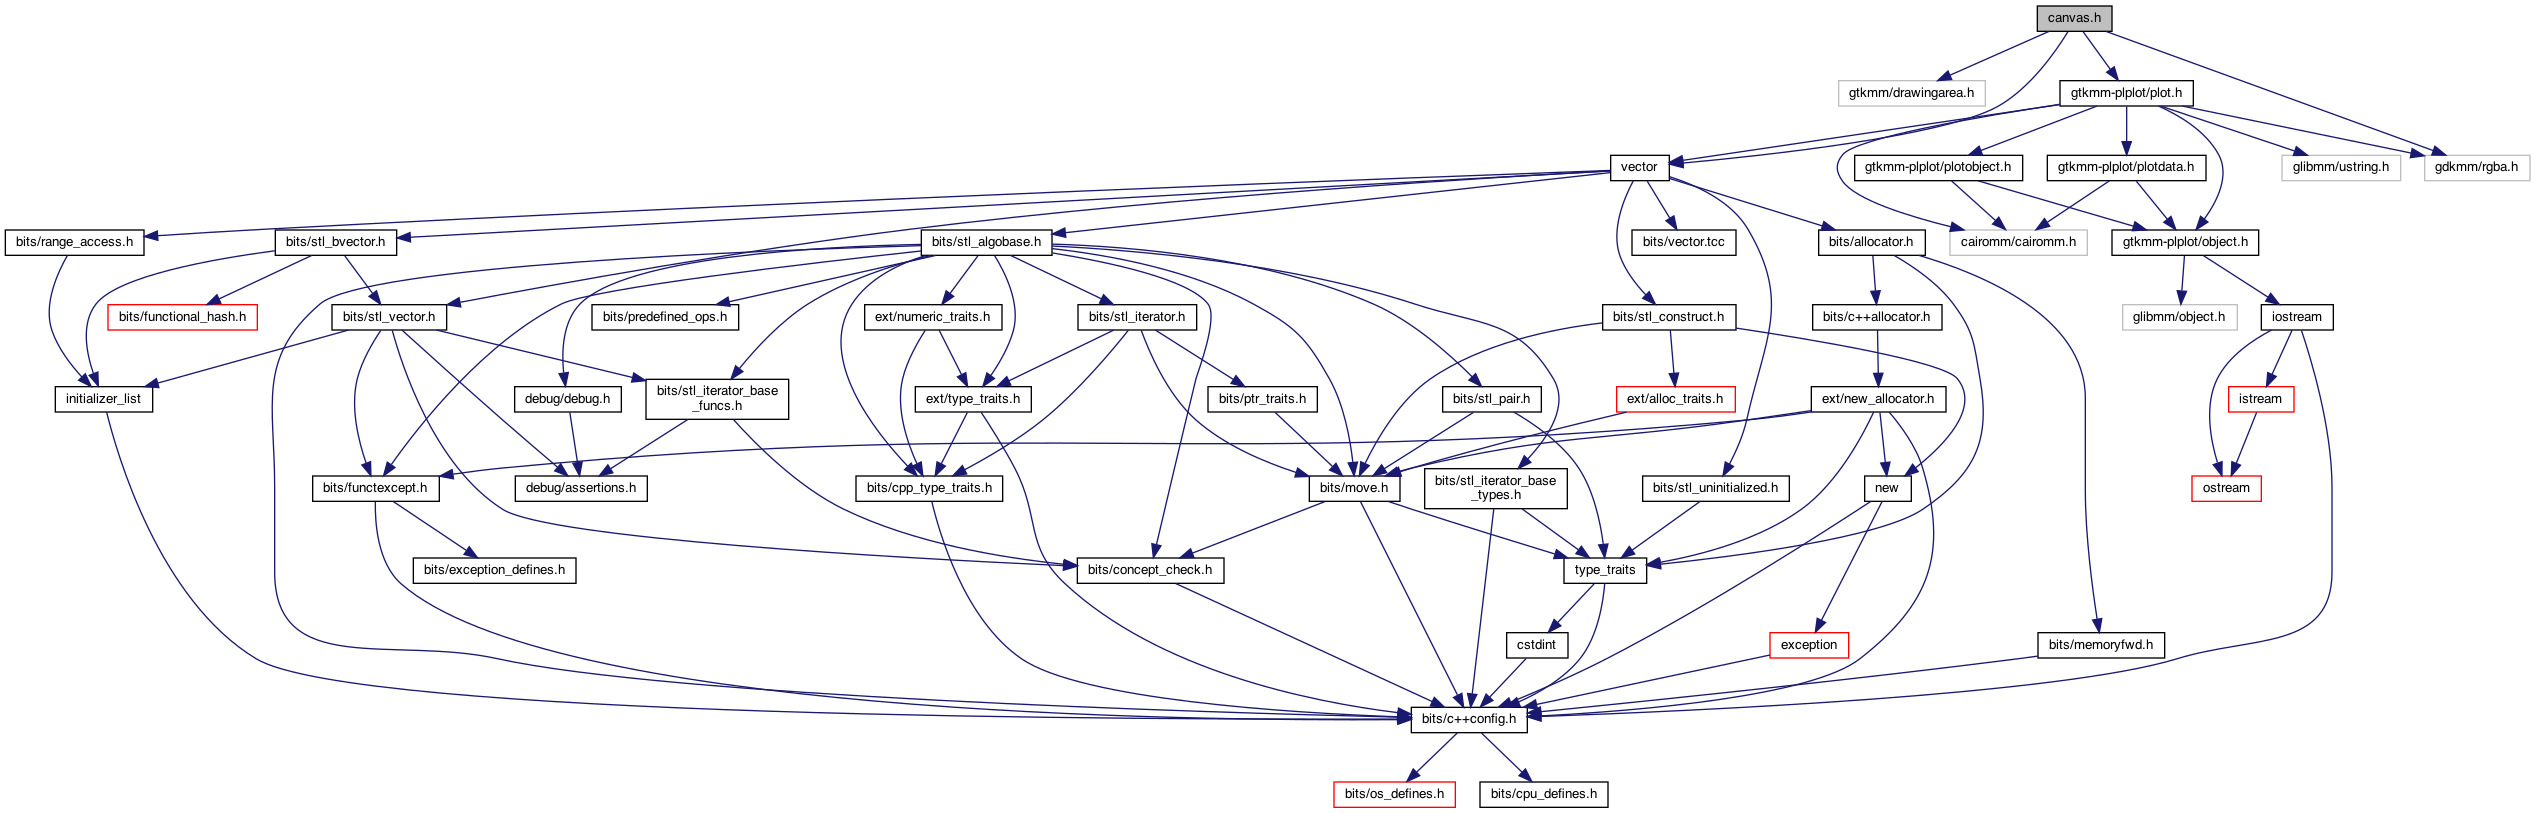 canvas.h
gtkmm/drawingarea.h
gtkmm-plplot/plot.h
vector
gtkmm-plplot/plotobject.h
gtkmm-plplot/plotdata.h
glibmm/ustring.h
gdkmm/rgba.h
bits/range_access.h
bits/stl_bvector.h
bits/stl_algobase.h
bits/vector.tcc
bits/allocator.h
cairomm/cairomm.h
gtkmm-plplot/object.h
bits/functional_hash.h
bits/stl_vector.h
bits/predefined_ops.h
ext/numeric_traits.h
bits/stl_iterator.h
bits/stl_construct.h
bits/c++allocator.h
glibmm/object.h
iostream
initializer_list
debug/debug.h
bits/stl_iterator_base
_funcs.h
ext/type_traits.h
bits/ptr_traits.h
bits/stl_pair.h
ext/alloc_traits.h
ext/new_allocator.h
istream
bits/functexcept.h
debug/assertions.h
bits/cpp_type_traits.h
bits/move.h
bits/stl_iterator_base
_types.h
bits/stl_uninitialized.h
new
ostream
bits/exception_defines.h
bits/concept_check.h
type_traits
cstdint
exception
bits/memoryfwd.h
bits/c++config.h
bits/os_defines.h
bits/cpu_defines.h